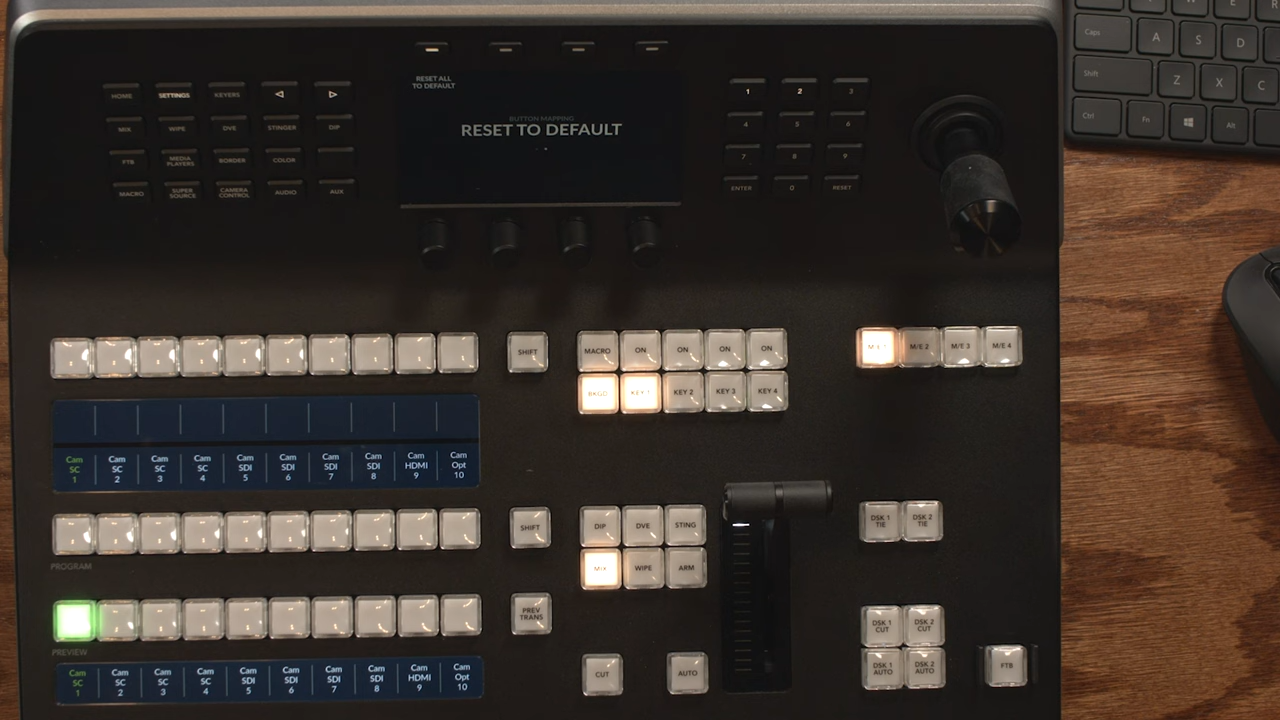 RESET ALL
TO DEFAULT
BUTTON MAPPING
RESET TO DEFAULT
HOME SETTINGS KEYERS
MIX WIPE DVE STINGER DIP
FTB MEDIA PLAYERS BORDER COLOR
MACRO SUPER SOURCE CAMERA CONTROL AUDIO AUX
1 2 3
4 5 6
7 8 9
ENTER 0 RESET
Caps A S D
Shift Z X C
Ctrl Fn Alt
SHIFT
MACRO ON ON ON ON
BKGD KEY 1 KEY 2 KEY 3 KEY 4
M/E 1 M/E 2 M/E 3 M/E 4
Cam SC 1
Cam SC 2
Cam SC 3
Cam SC 4
Cam SDI 5
Cam SDI 6
Cam SDI 7
Cam SDI 8
Cam HDMI 9
Cam Opt 10
SHIFT
DIP DVE STING
MIX WIPE ARM
DSK 1 TIE
DSK 2 TIE
PROGRAM
PREV TRANS
PREVIEW
DSK 1 CUT
DSK 2 CUT
DSK 1 AUTO
DSK 2 AUTO
FTB
CUT AUTO
Cam SC 1
Cam SC 2
Cam SC 3
Cam SC 4
Cam SDI 5
Cam SDI 6
Cam SDI 7
Cam SDI 8
Cam HDMI 9
Cam Opt 10